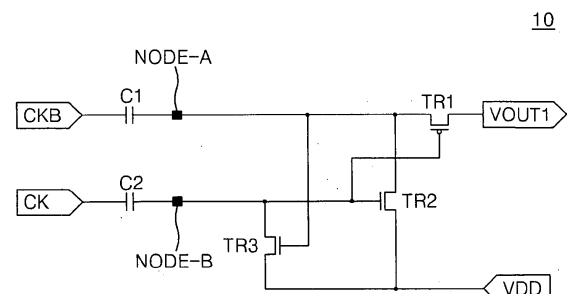 10
NODE-A
CKB
C1
TR1
VOUT1
CK
C2
TR2
TR3
NODE-B
VDD